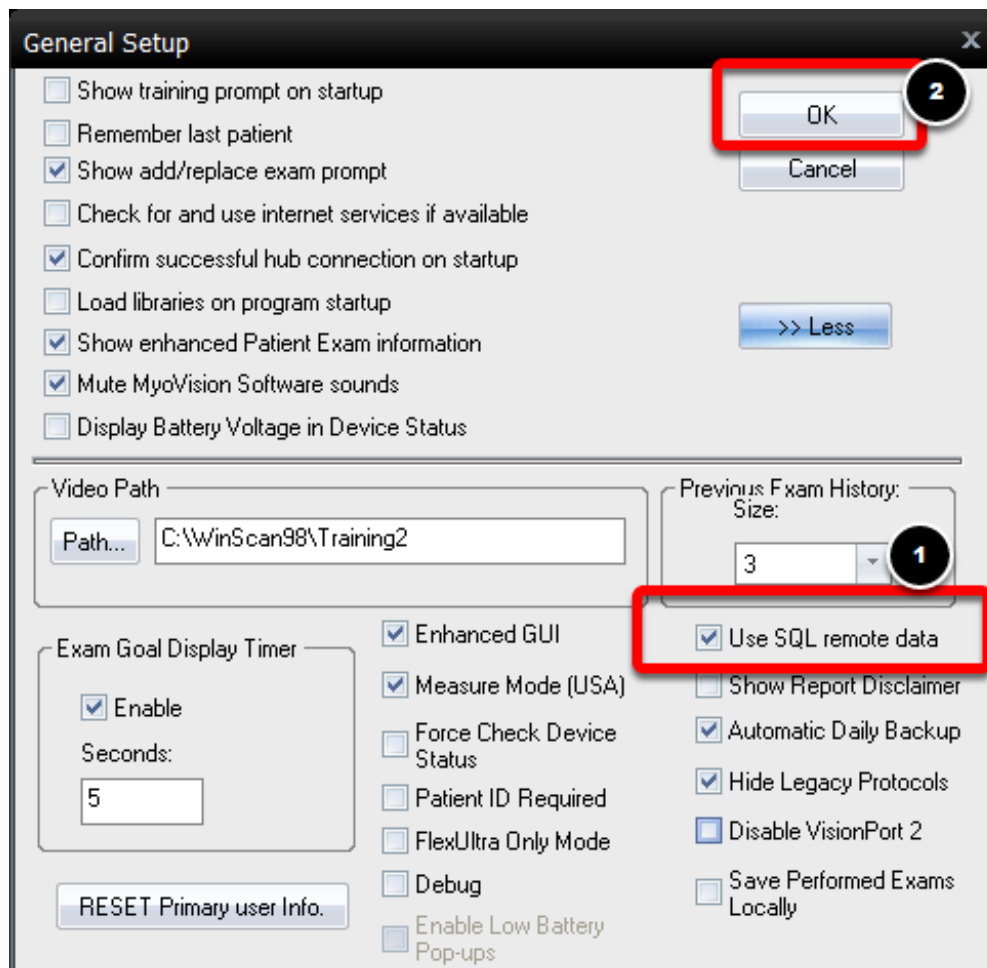 General Setup
x
Show training prompt on startup
Remember last patient
Show add/replace exam prompt
Check for and use internet services if available
Confirm successful hub connection on startup
Load libraries on program startup
Show enhanced Patient Exam information
Mute MyoVision Software sounds
Display Battery Voltage in Device Status
OK
2
Cancel
>> Less
Video Path
Path...
C:\WinScan98\Training2
Previous Exam History:
Size:
3
1
Exam Goal Display Timer
Enable
Seconds:
5
RESET Primary user Info.
Enhanced GUI
Measure Mode (USA)
Force Check Device
Status
Patient ID Required
FlexUltra Only Mode
Debug
Enable Low Battery
Pop-ups
Use SQL remote data
Show Report Disclaimer
Automatic Daily Backup
Hide Legacy Protocols
Disable VisionPort 2
Save Performed Exams
Locally